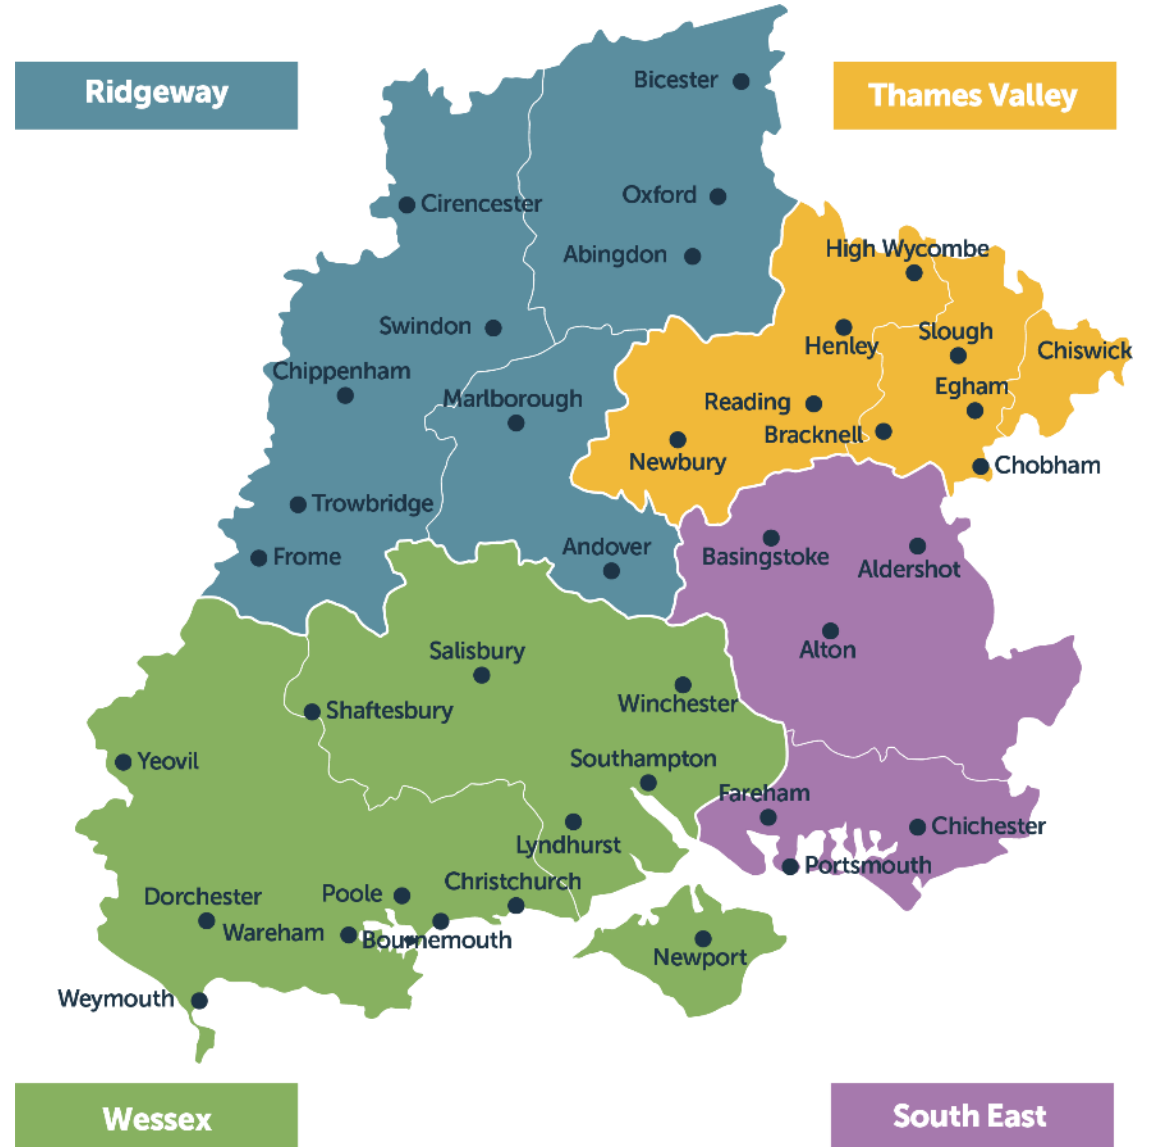 Ridgeway
Thames Valley
Bicester
Oxford
Cirencester
Abingdon
High Wycombe
Swindon
Slough
Henley
Chiswick
Chippenham
Egham
Marlborough
Reading
Bracknell
Newbury
Chobham
Trowbridge
Andover
Frome
Basingstoke
Aldershot
Salisbury
Alton
Winchester
Shaftesbury
Southampton
Yeovil
Fareham
Chichester
Lyndhurst
Portsmouth
Christchurch
Poole
Dorchester
Wareham
Bournemouth
Newport
Weymouth
Wessex
South East